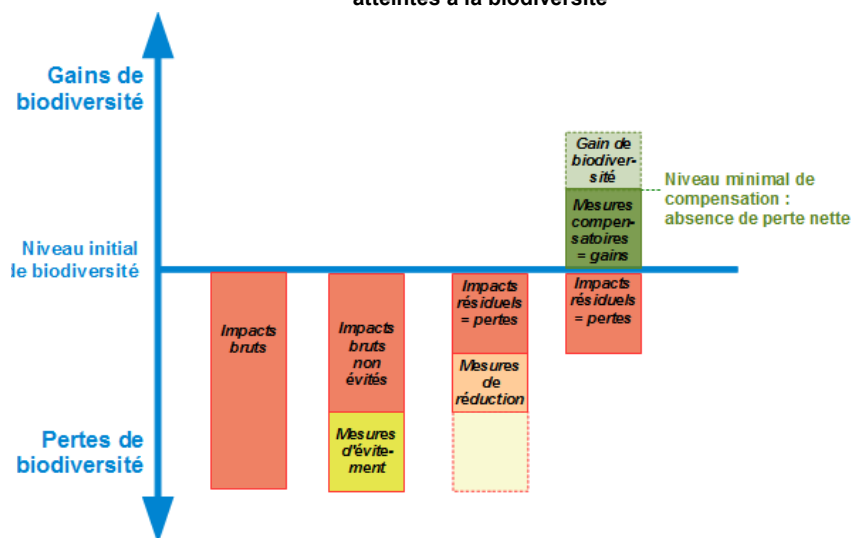 atteintes à la biodiversité
Gains de
biodiversité
Gain de
biodiver-
sité
Niveau minimal de
compensation :
absence de perte nette
Mesures
compen-
satoires
= gains
Niveau initial
de biodiversité
Impacts
bruts
Impacts
bruts
non
évités
Impacts
résiduels
= pertes
Impacts
résiduels
= pertes
Mesures
de
réduction
Mesures
d'évite-
ment
Pertes de
biodiversité